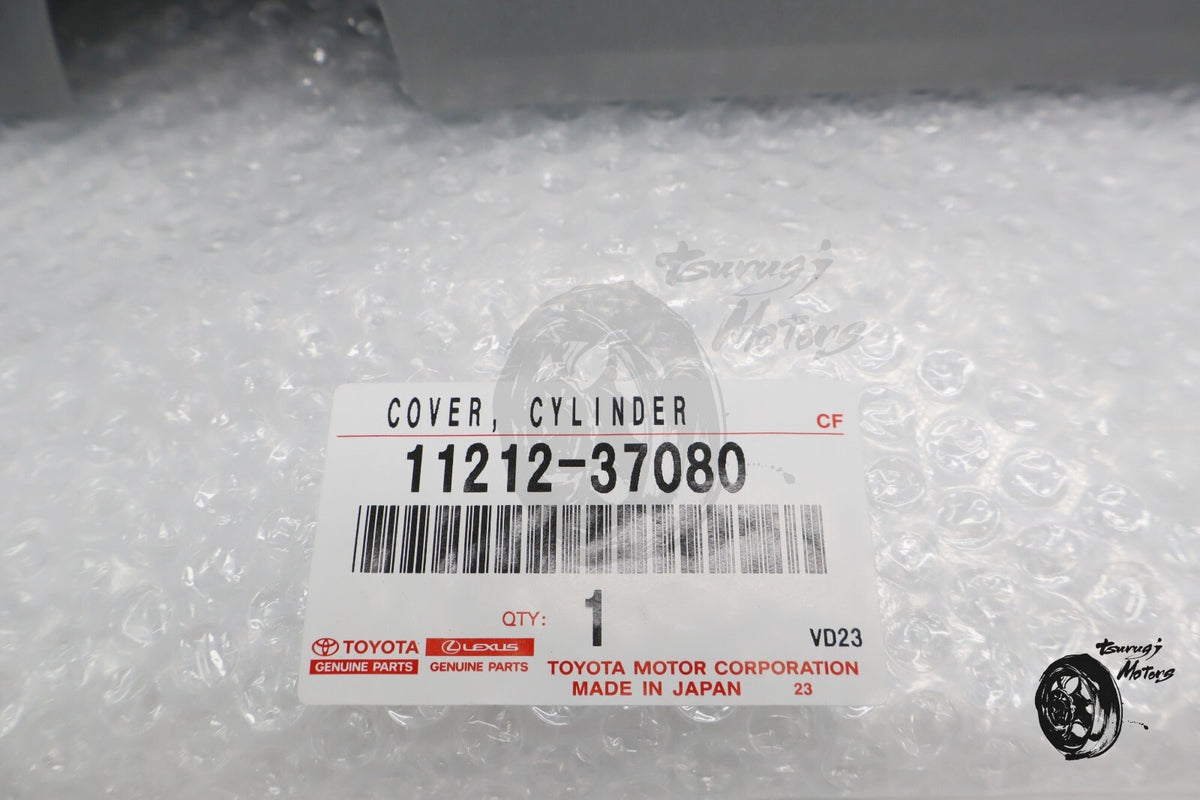 tsurugi
Motors
COVER, CYLINDER
CF
11212-37080
QTY: 1
VD23
TOYOTA LEXUS
GENUINE PARTS GENUINE PARTS
TOYOTA MOTOR CORPORATION
MADE IN JAPAN 23
tsurugi
Motors